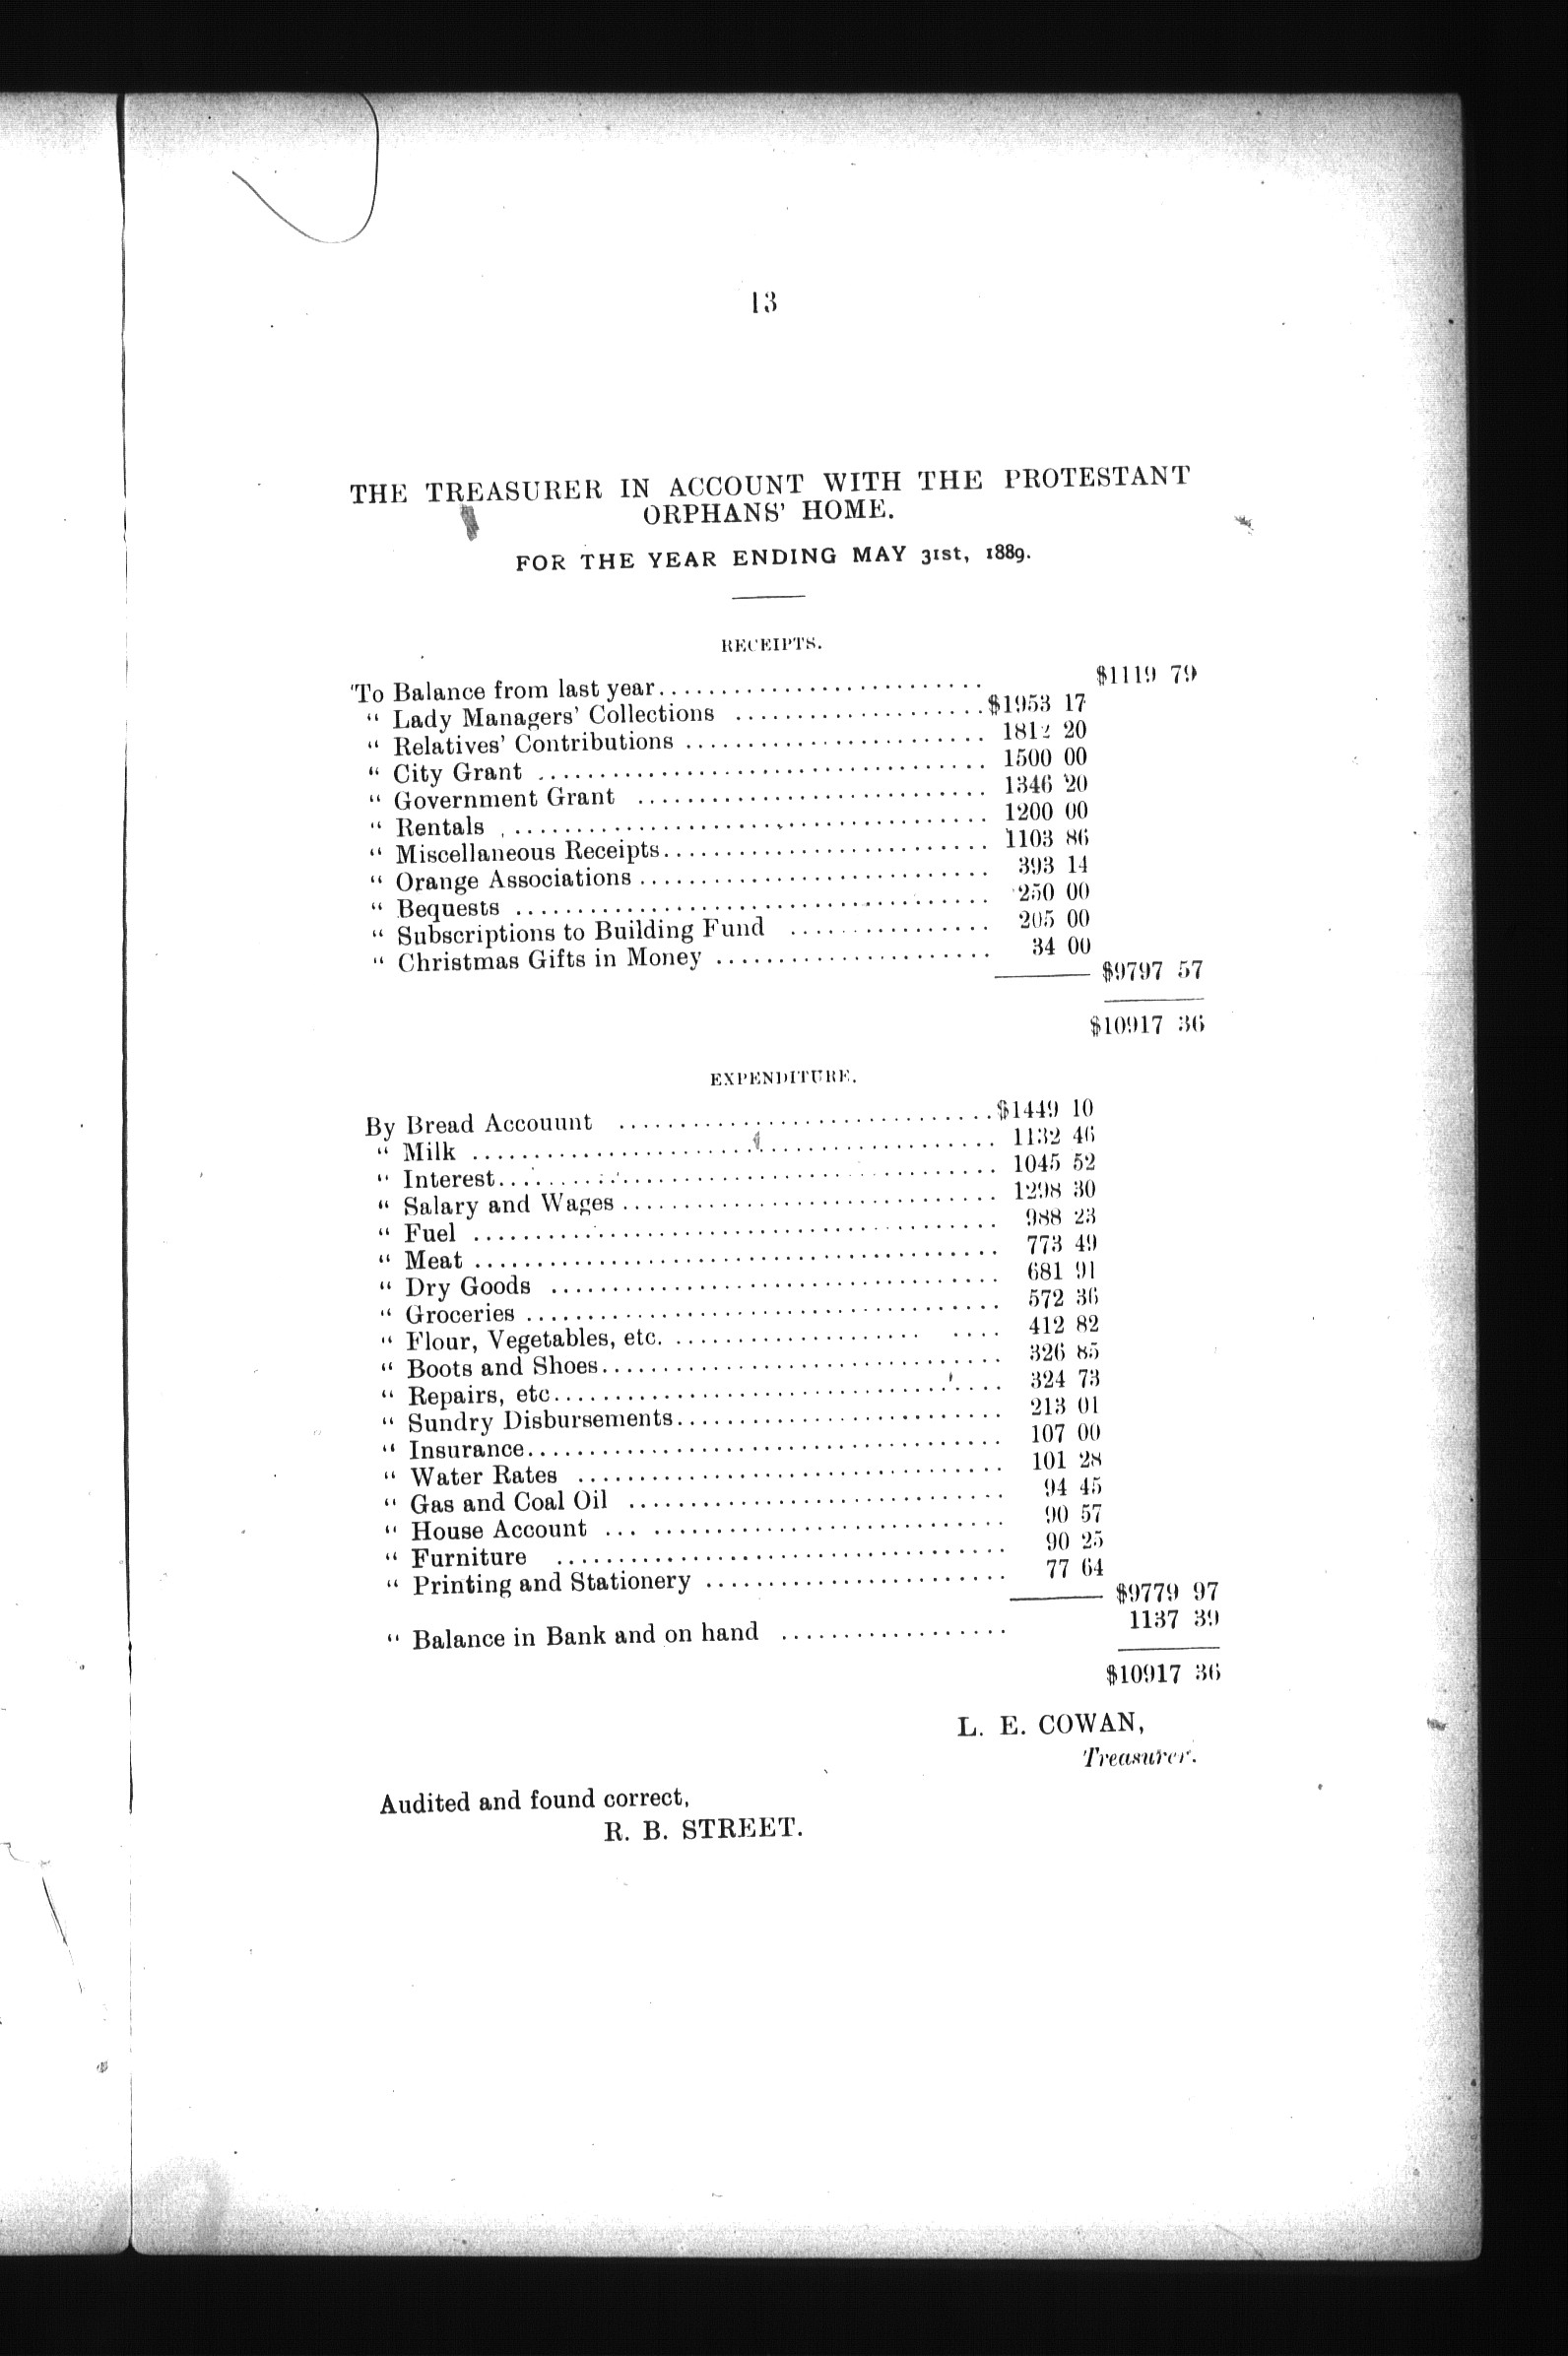 13
THE TREASURER IN ACCOUNT WITH THE PROTESTANT
ORPHANS' HOME.
FOR THE YEAR ENDING MAY 31st, 1889.
RECEIPTS.
To Balance from last year.......................... $1119 79
“ Lady Managers' Collections ....................$1953 17
“ Relatives' Contributions ........................ 1812 20
“ City Grant .................................... 1500 00
“ Government Grant ............................ 1346 20
“ Rentals ...................................... 1200 00
“ Miscellaneous Receipts.......................... 1103 86
“ Orange Associations ............................ 393 14
“ Bequests ...................................... 250 00
“ Subscriptions to Building Fund ................ 205 00
“ Christmas Gifts in Money ...................... 34 00
$9797 57
$10917 36
EXPENDITURE.
By Bread Accouunt ..............................$1449 10
“ Milk .......................................... 1132 46
“ Interest........................................ 1045 52
“ Salary and Wages .............................. 1298 30
“ Fuel .......................................... 988 23
“ Meat .......................................... 773 49
“ Dry Goods .................................... 681 91
“ Groceries ...................................... 572 36
“ Flour, Vegetables, etc. .................... .... 412 82
“ Boots and Shoes................................ 326 85
“ Repairs, etc.................................... 324 73
“ Sundry Disbursements.......................... 213 01
“ Insurance...................................... 107 00
“ Water Rates .................................. 101 28
“ Gas and Coal Oil .............................. 94 45
“ House Account ... ............................ 90 57
“ Furniture .................................... 90 25
“ Printing and Stationery ........................ 77 64
$9779 97
“ Balance in Bank and on hand .................. 1137 39
$10917 36
L. E. COWAN,
Treasurer.
Audited and found correct,
R. B. STREET.